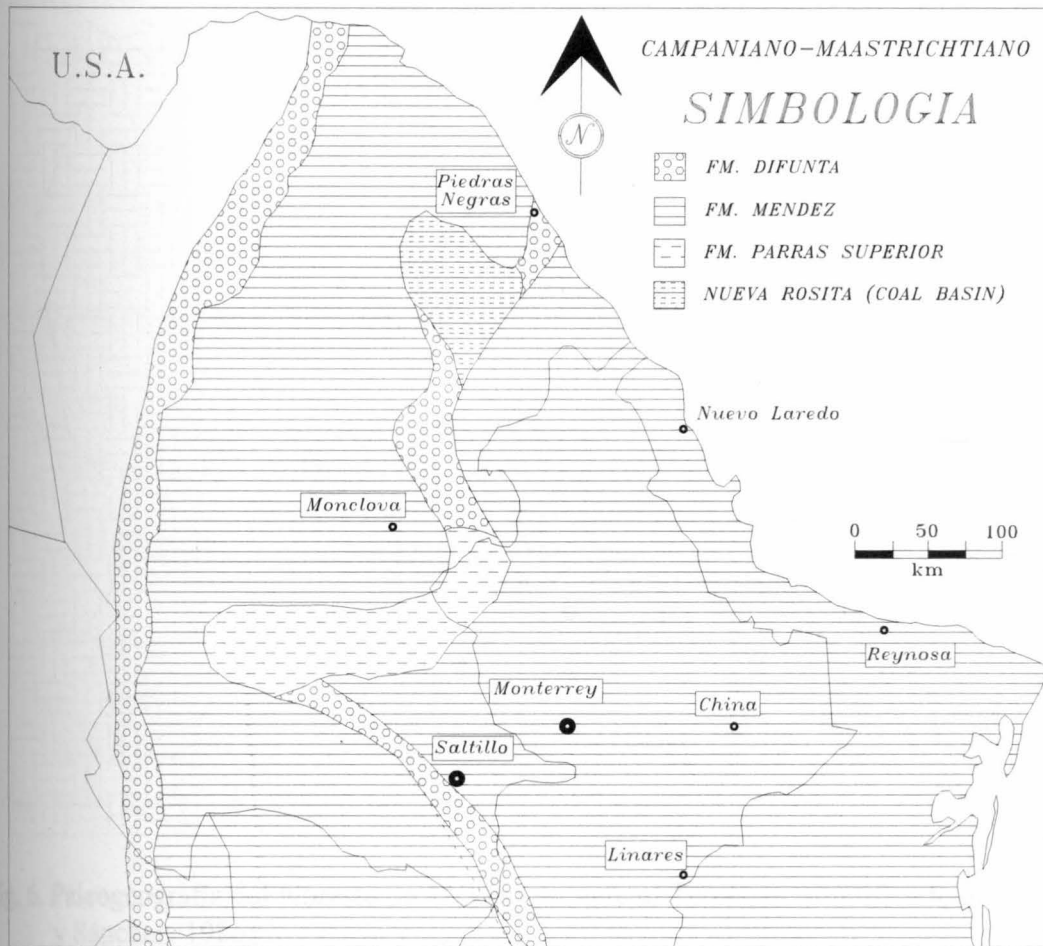 U.S.A.
CAMPANIANO-MAASTRICHTIANO
SIMBOLOGIA
N
FM. DIFUNTA
FM. MENDEZ
FM. PARRAS SUPERIOR
NUEVA ROSITA (COAL BASIN)
Piedras
Negras
Nuevo Laredo
Monclova
0 50 100
km
Reynosa
Monterrey
China
Saltillo
Linares